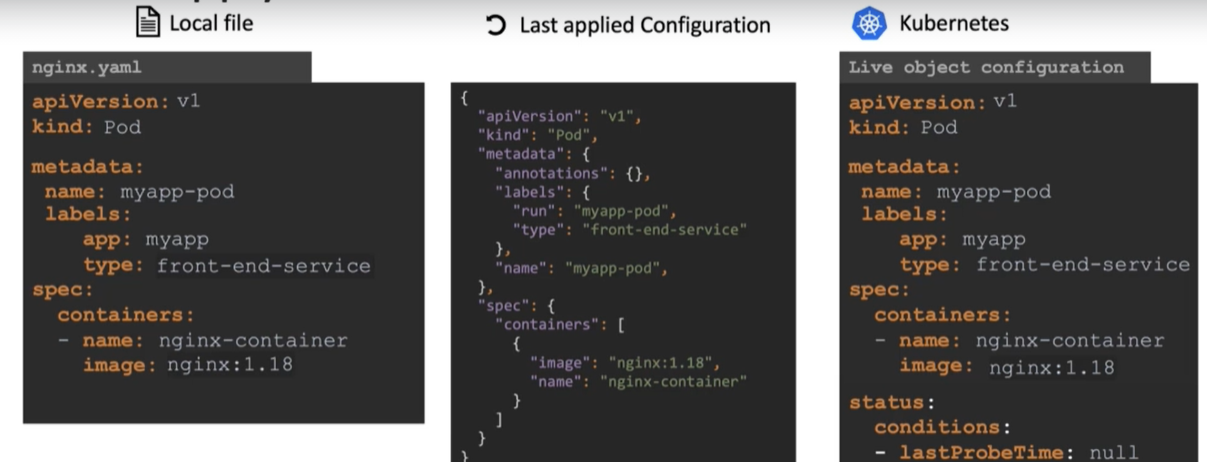 Local file
nginx.yaml
apiVersion: v1
kind: Pod
metadata:
name: myapp-pod
labels:
app: myapp
type: front-end-service
spec:
containers:
- name: nginx-container
image: nginx:1.18
Last applied Configuration
{
"apiVersion": "v1",
"kind": "Pod",
"metadata": {
"annotations": {},
"labels": {
"run": "myapp-pod",
"type": "front-end-service"
},
"name": "myapp-pod",
},
"spec": {
"containers": [
{
"image": "nginx:1.18",
"name": "nginx-container"
}
]
}
}
Kubernetes
Live object configuration
apiVersion: v1
kind: Pod
metadata:
name: myapp-pod
labels:
app: myapp
type: front-end-service
spec:
containers:
- name: nginx-container
image: nginx:1.18
status:
conditions:
- lastProbeTime: null